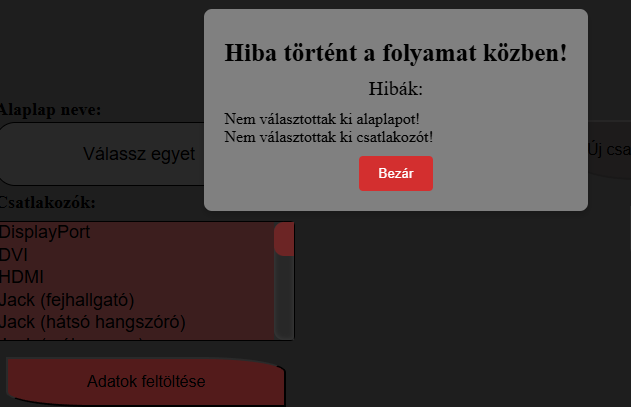 Hiba történt a folyamat közben!
Hibák:
Nem választottak ki alaplapot!
Nem választottak ki csatlakozót!
Bezár
Alaplap neve:
Válassz egyet
Új csa
Csatlakozók:
DisplayPort
DVI
HDMI
Jack (fejhallgató)
Jack (hátsó hangszóró)
Adatok feltöltése